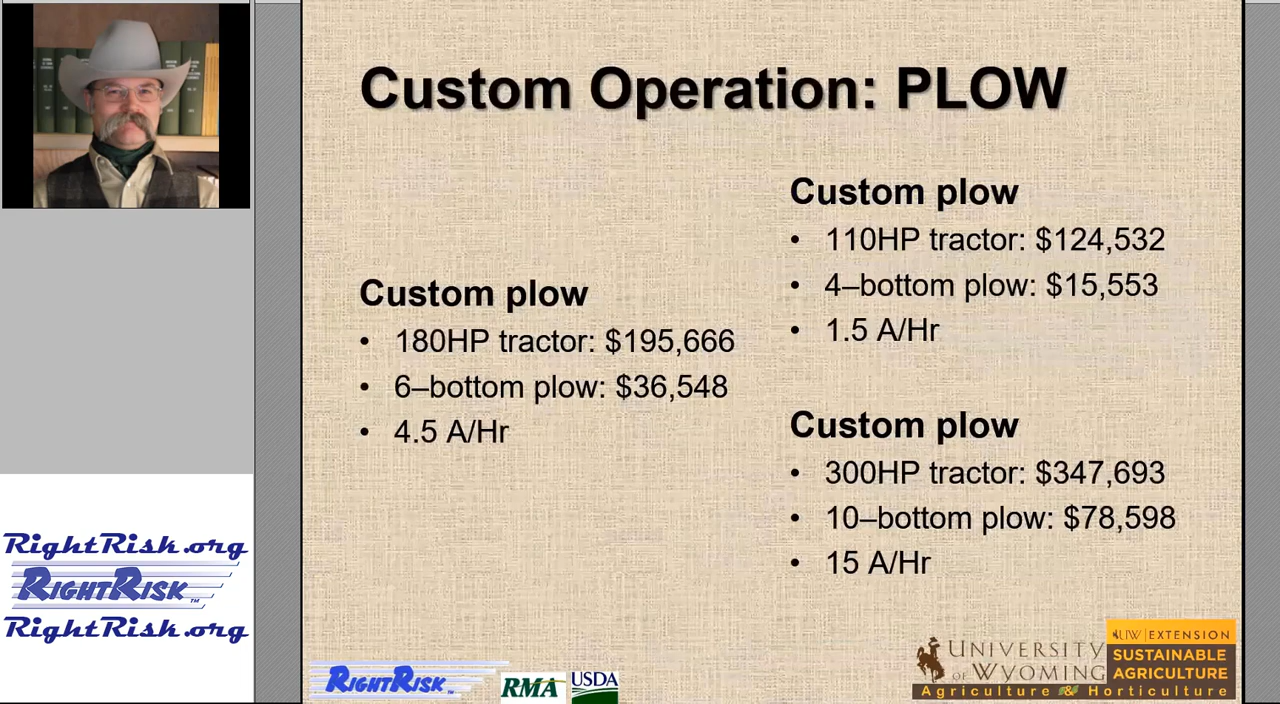 Custom Operation: PLOW
Custom plow
• 180HP tractor: $195,666
• 6–bottom plow: $36,548
• 4.5 A/Hr
Custom plow
• 110HP tractor: $124,532
• 4–bottom plow: $15,553
• 1.5 A/Hr
Custom plow
• 300HP tractor: $347,693
• 10–bottom plow: $78,598
• 15 A/Hr
RightRisk.org
RIGHTRISK™
RightRisk.org
RIGHTRISK™
RMA
USDA
UNIVERSITY
OF WYOMING
UW | EXTENSION
SUSTAINABLE
AGRICULTURE
Agriculture & Horticulture